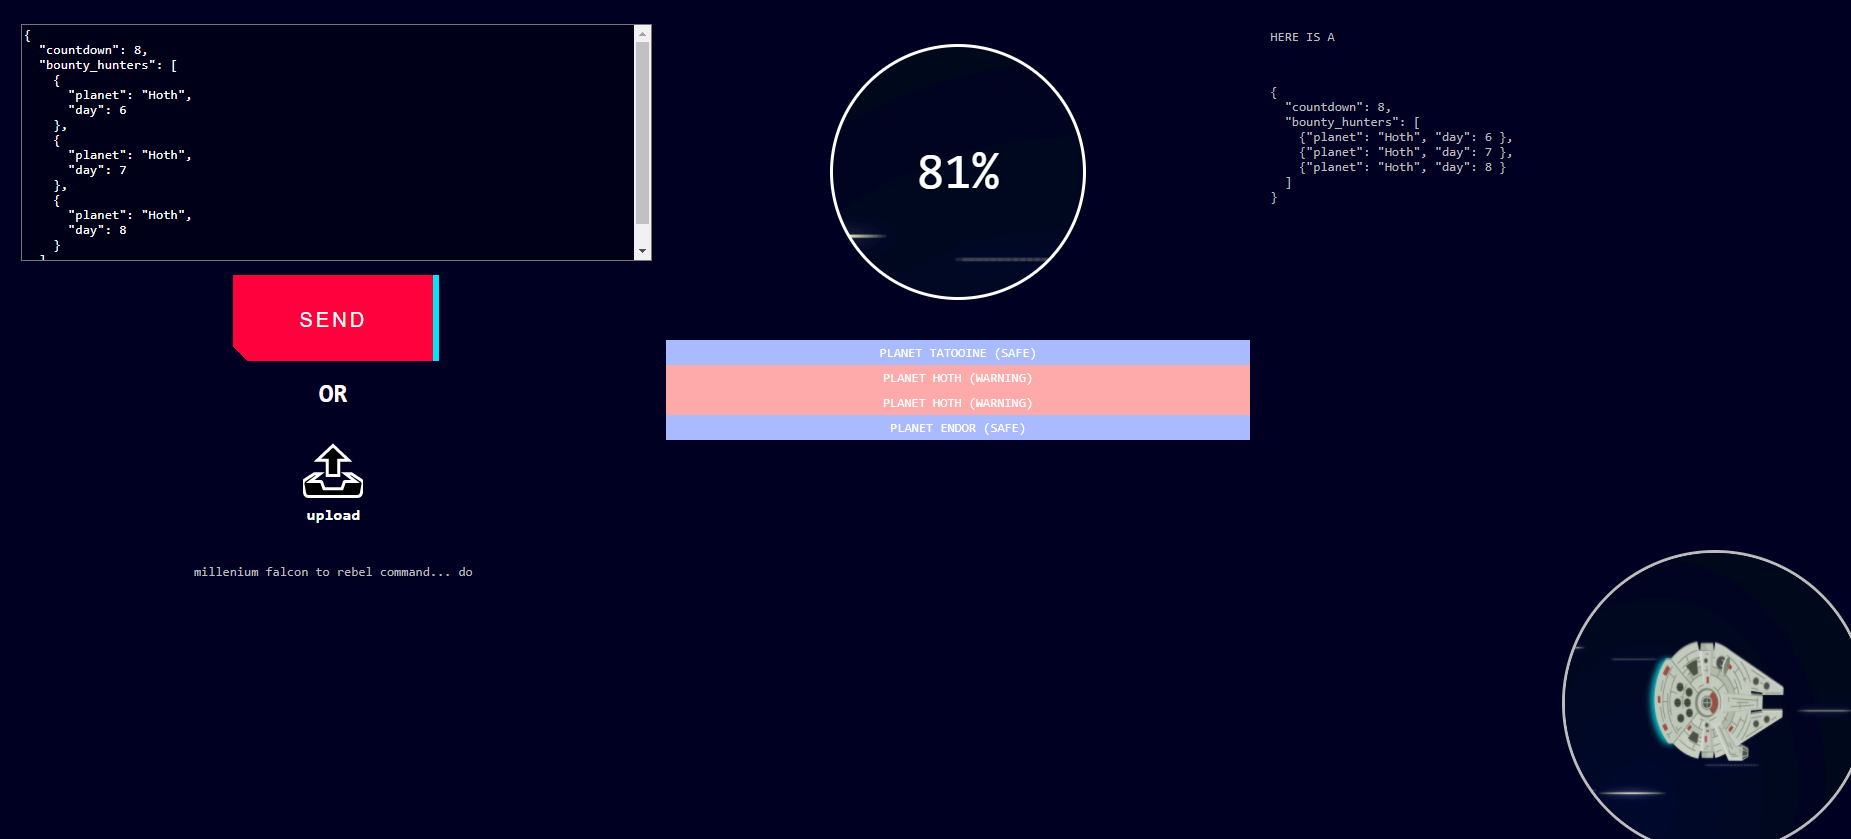 {
  "countdown": 8,
  "bounty_hunters": [
    {
      "planet": "Hoth",
      "day": 6
    },
    {
      "planet": "Hoth",
      "day": 7
    },
    {
      "planet": "Hoth",
      "day": 8
    }
  ]
SEND
OR
upload
millenium falcon to rebel command... do
81%
PLANET TATOOINE (SAFE)
PLANET HOTH (WARNING)
PLANET HOTH (WARNING)
PLANET ENDOR (SAFE)
HERE IS A
{
  "countdown": 8,
  "bounty_hunters": [
    {"planet": "Hoth", "day": 6 },
    {"planet": "Hoth", "day": 7 },
    {"planet": "Hoth", "day": 8 }
  ]
}